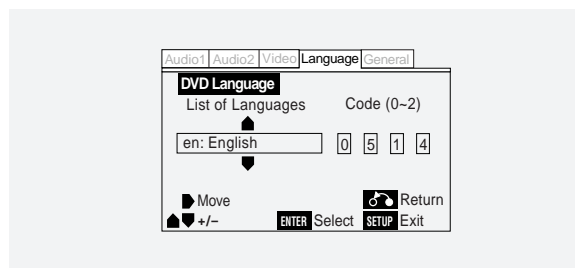 Audio1 Audio2 Video Language General
DVD Language
List of Languages Code (0~2)
en: English 0 5 1 4
Move Return
+/– ENTER Select SETUP Exit